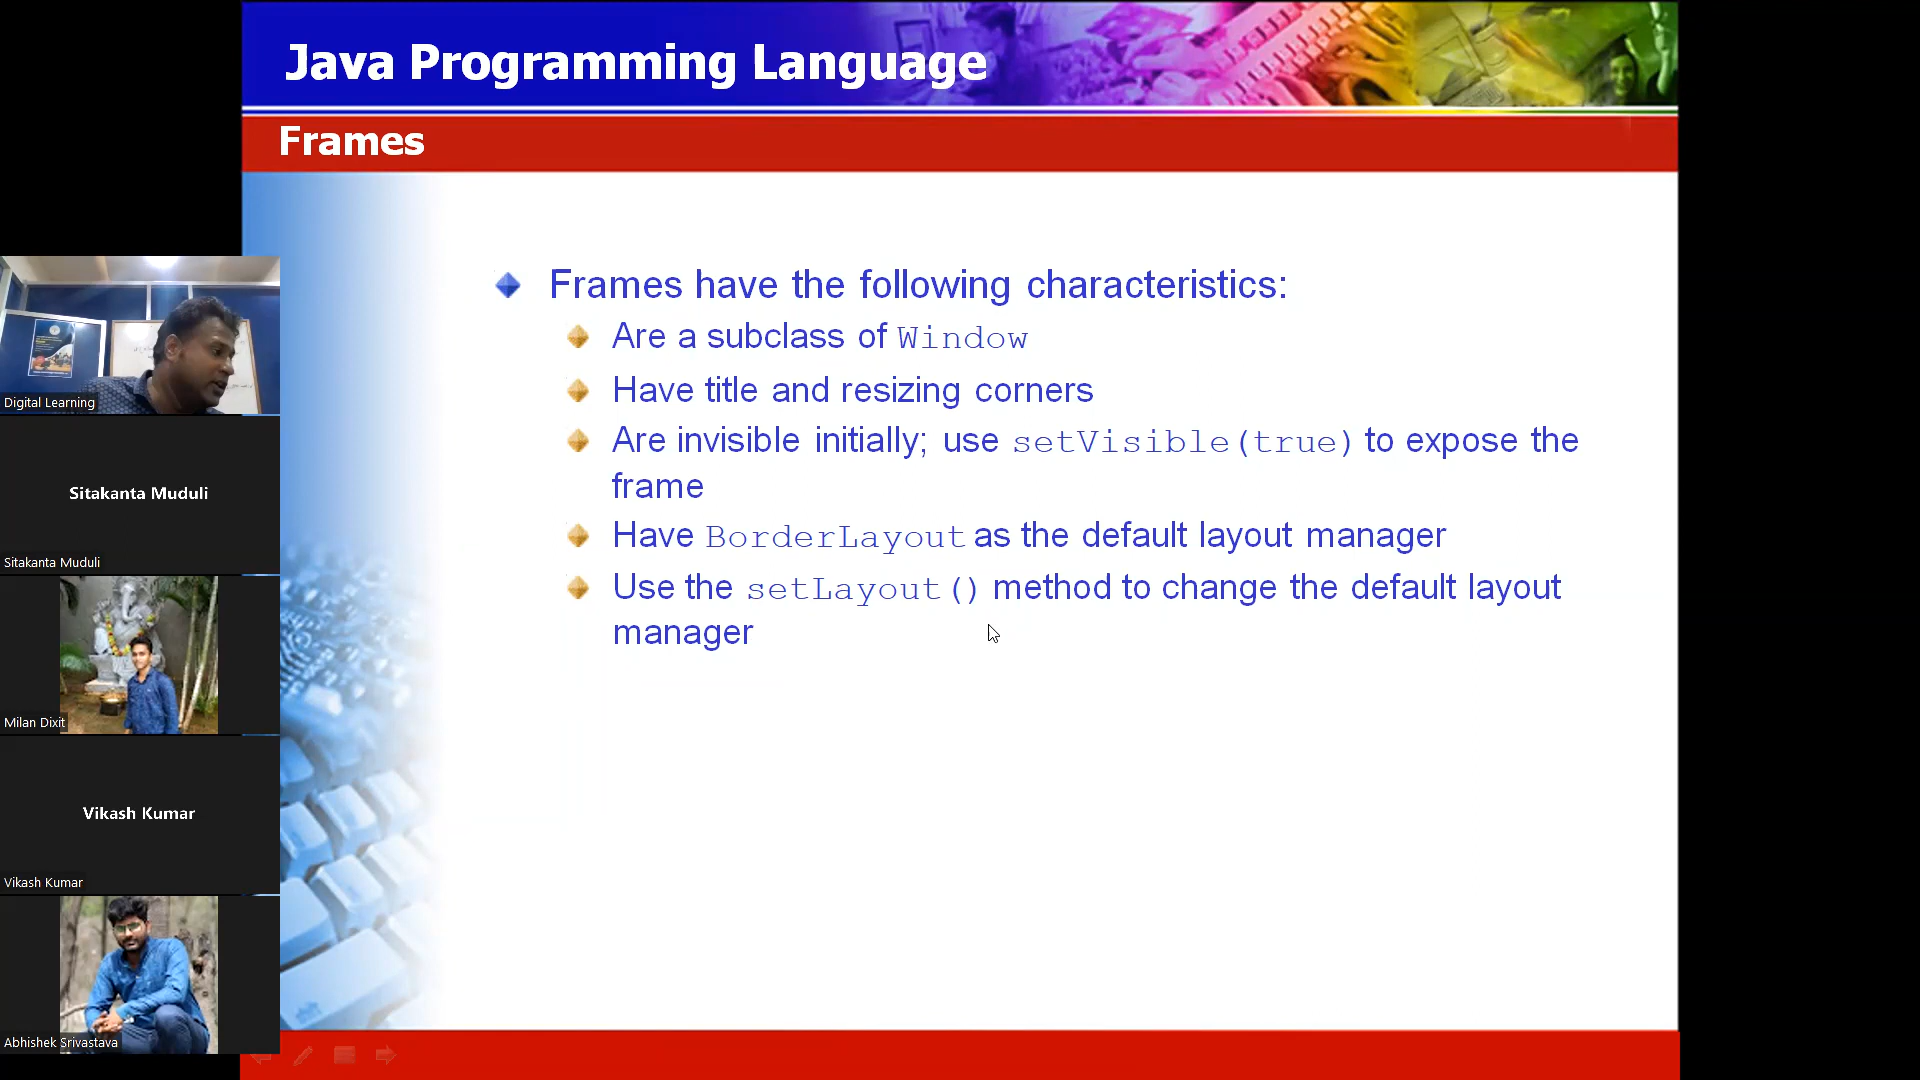 Java Programming Language
Frames
Frames have the following characteristics:
Are a subclass of Window
Have title and resizing corners
Are invisible initially; use setVisible(true) to expose the
frame
Have BorderLayout as the default layout manager
Use the setLayout() method to change the default layout
manager
Digital Learning
Sitakanta Muduli
Sitakanta Muduli
Milan Dixit
Vikash Kumar
Vikash Kumar
Abhishek Srivastava